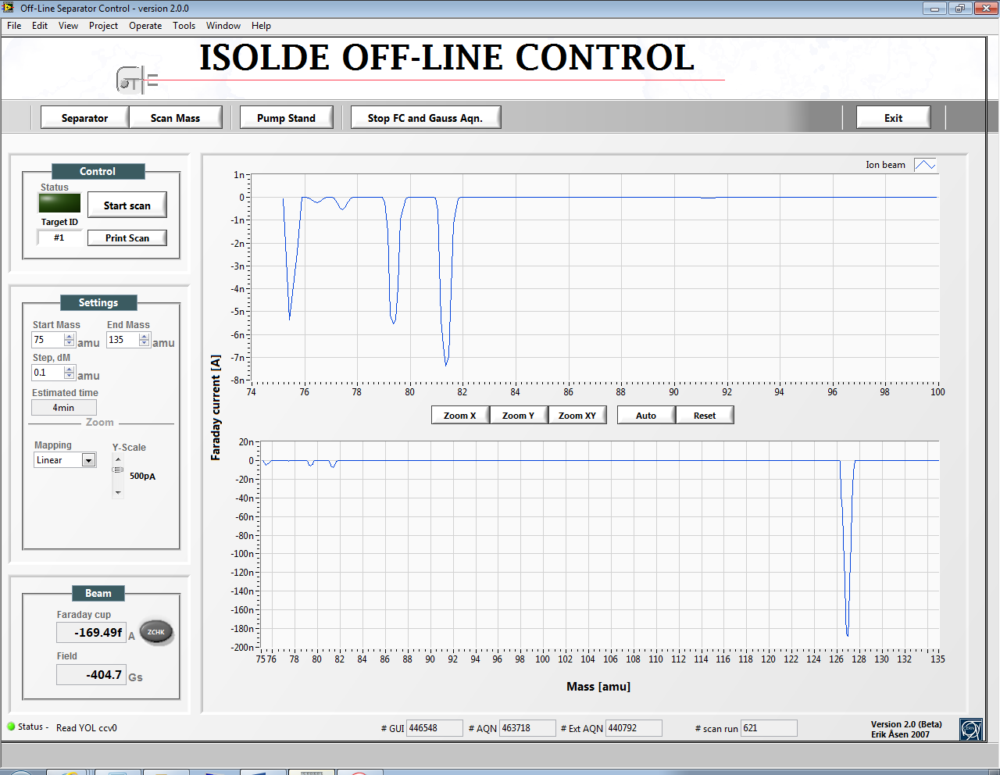 Off-Line Separator Control - version 2.0.0
File Edit View Project Operate Tools Window Help
ISOLDE OFF-LINE CONTROL
Separator Scan Mass Pump Stand Stop FC and Gauss Aqn. Exit
Control
Status
Start scan
Target ID
#1 Print Scan
Settings
Start Mass End Mass
75 amu 135 amu
Step, dM
0.1 amu
Estimated time
4min
Zoom
Mapping Y-Scale
Linear
500pA
Beam
Faraday cup
-169.49f A ZCHK
Field
-404.7 Gs
Ion beam
1n
0
-1n
-2n
-3n
-4n
-5n
-6n
-7n
-8n
74 76 78 80 82 84 86 88 90 92 94 96 98 100
Faraday current [A]
Zoom X Zoom Y Zoom XY Auto Reset
20n
0
-20n
-40n
-60n
-80n
-100n
-120n
-140n
-160n
-180n
-200n
75 76 78 80 82 84 86 88 90 92 94 96 98 100 102 104 106 108 110 112 114 116 118 120 122 124 126 128 130 132 135
Mass [amu]
Status - Read YOL ccv0 # GUI 446548 # AQN 463718 # Ext AQN 440792 # scan run 621
Version 2.0 (Beta)
Erik Åsen 2007
CERN